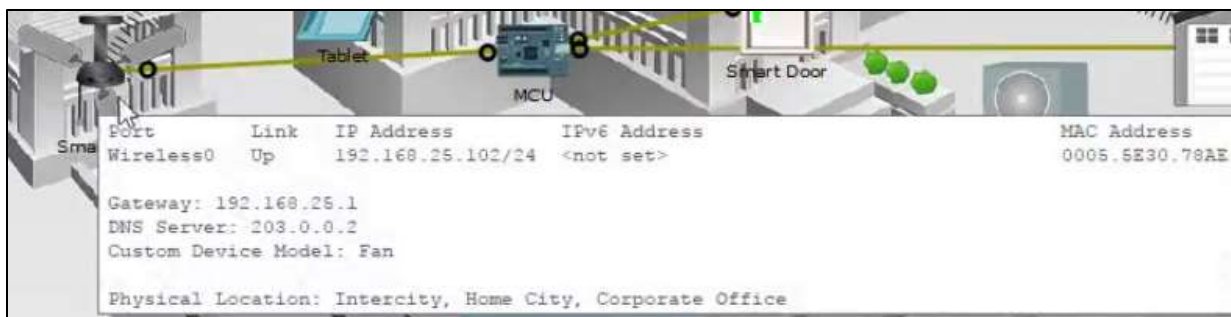 Tablet
Smart Door
MCU
Sma
Port Link IP Address IPv6 Address MAC Address
Wireless0 Up 192.168.25.102/24 <not set> 0005.5E30.78AE
Gateway: 192.168.25.1
DNS Server: 203.0.0.2
Custom Device Model: Fan
Physical Location: Intercity, Home City, Corporate Office